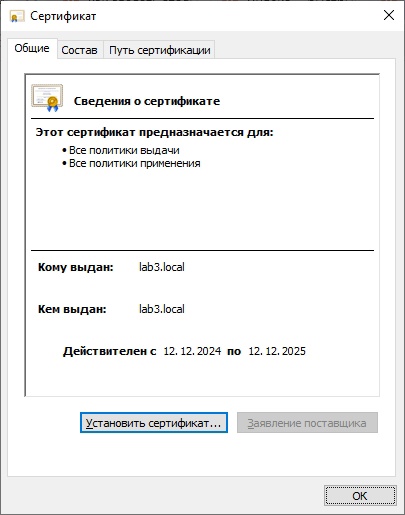 Сертификат
Общие Состав Путь сертификации
Сведения о сертификате
Этот сертификат предназначается для:
• Все политики выдачи
• Все политики применения
Кому выдан: lab3.local
Кем выдан: lab3.local
Действителен с 12.12.2024 по 12.12.2025
Установить сертификат... Заявление поставщика
ОК